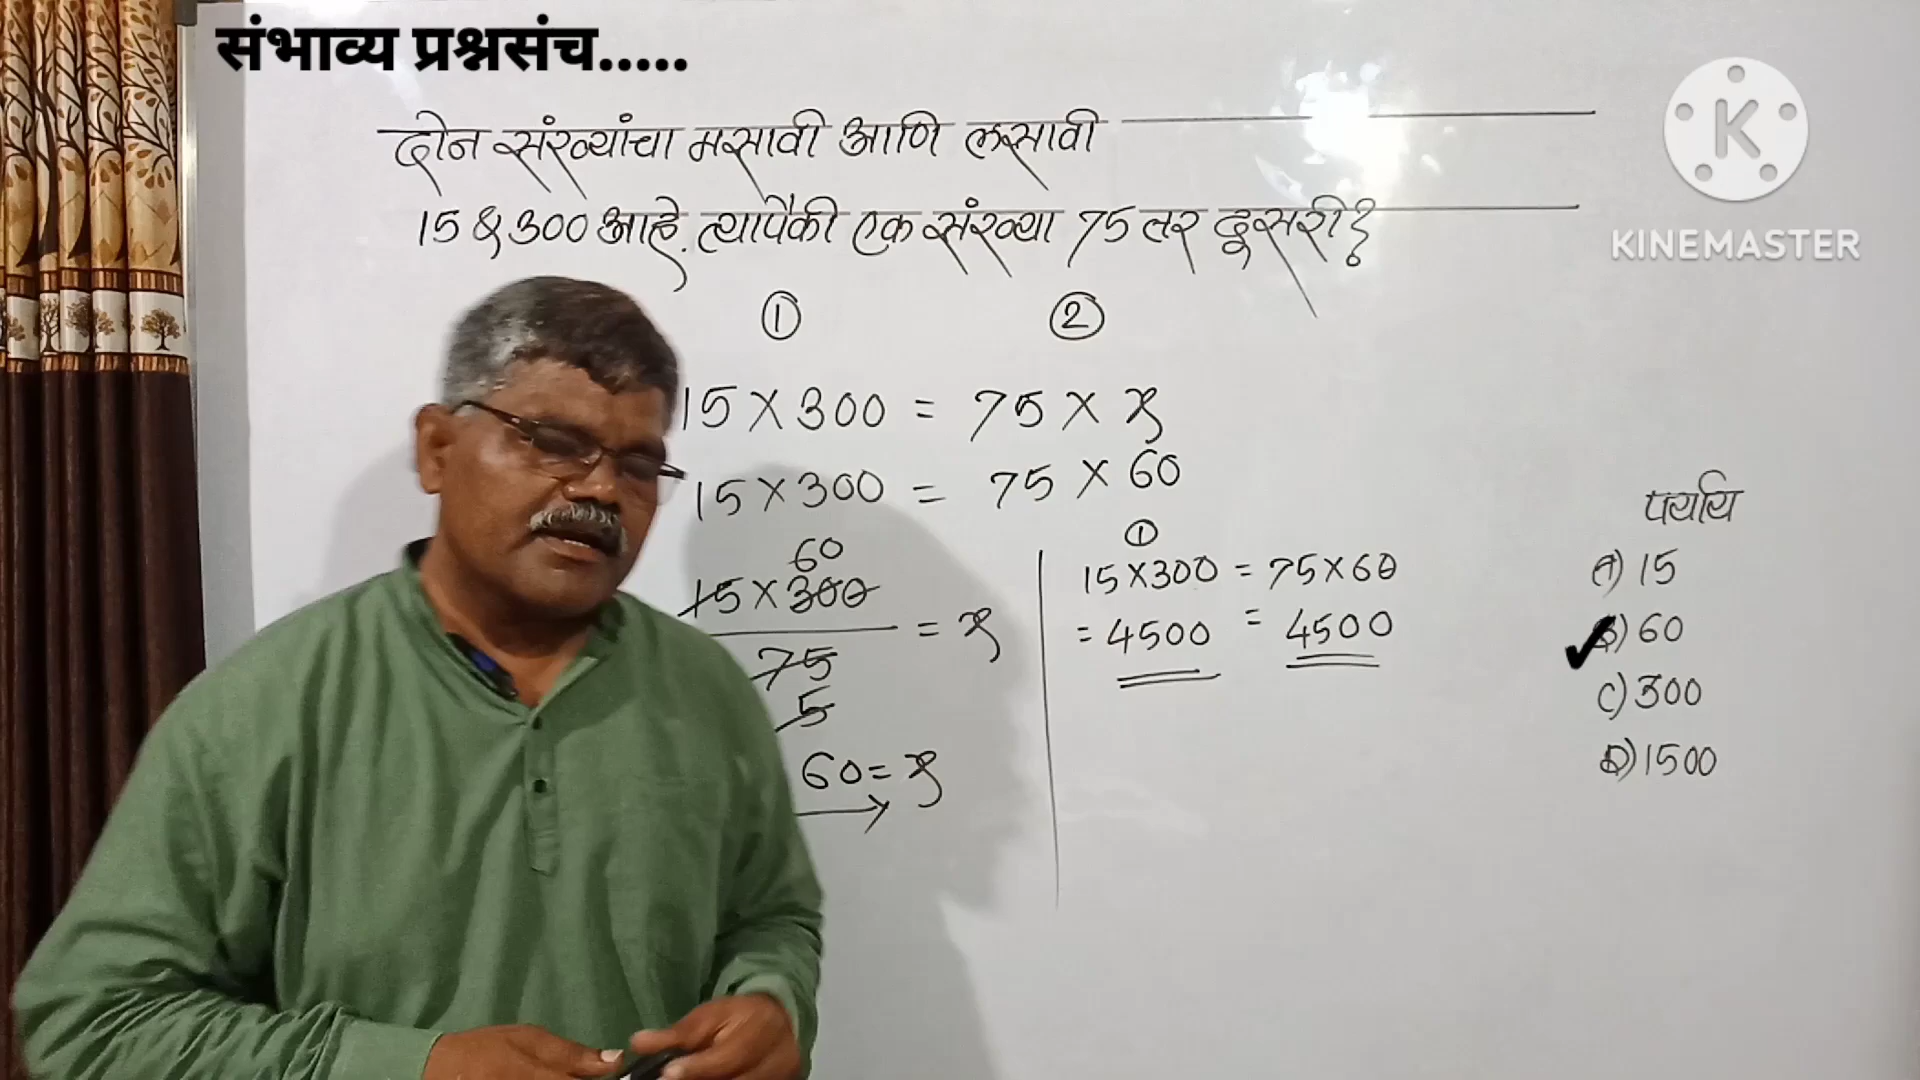 संभाव्य प्रश्नसंच.....
K
KINEMASTER
दोन संख्यांचा मसावी आणि लसावी
15 & 300 आहे. त्यापैकी एक संख्या 75 तर दूसरी?
① ②
15 × 300 = 75 × x
15 × 300 = 75 × 60
60
15 × 300
= x
75
5
60 = x
①
15 × 300 = 75 × 60
= 4500 = 4500
पर्याय
A) 15
B) 60
C) 300
D) 1500